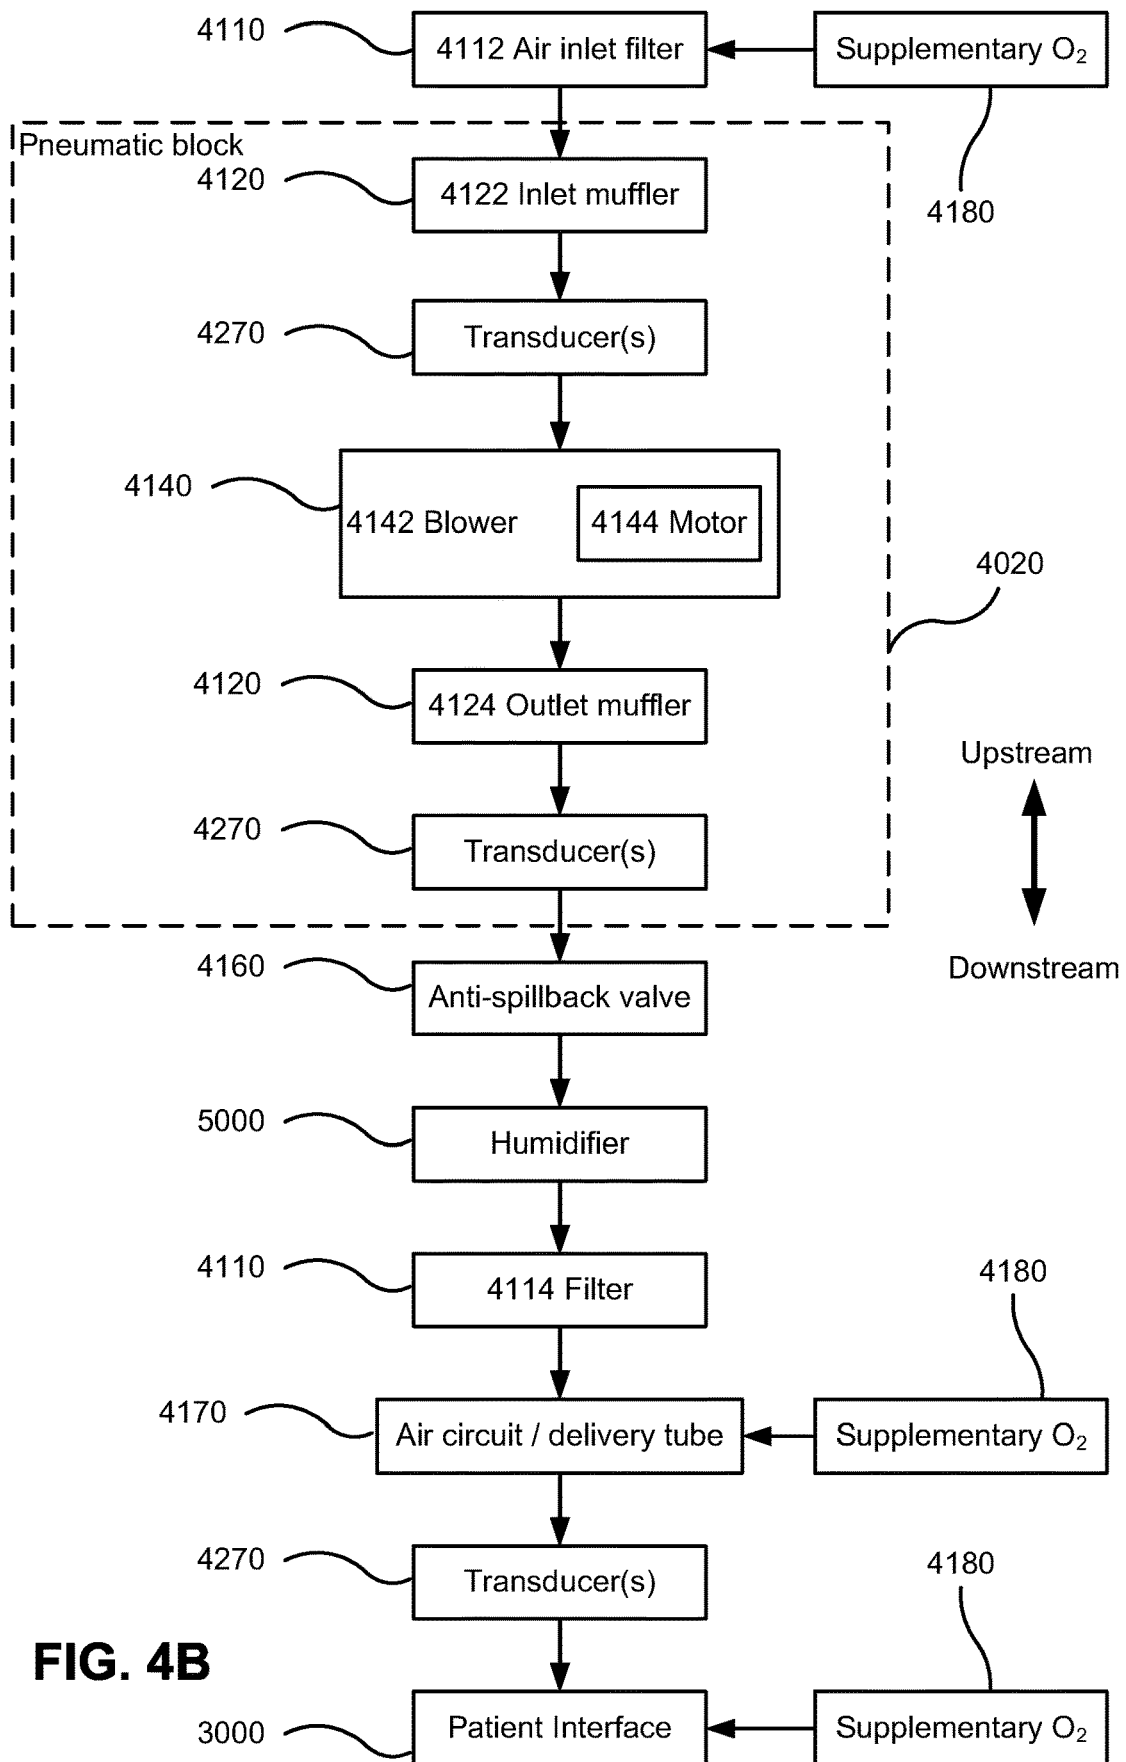 4110
4112 Air inlet filter
Supplementary O₂
Pneumatic block
4120
4122 Inlet muffler
4180
4270
Transducer(s)
4140
4142 Blower
4144 Motor
4020
4120
4124 Outlet muffler
Upstream
4270
Transducer(s)
Downstream
4160
Anti-spillback valve
5000
Humidifier
4110
4114 Filter
4180
4170
Air circuit / delivery tube
Supplementary O₂
4270
Transducer(s)
4180
FIG. 4B
3000
Patient Interface
Supplementary O₂